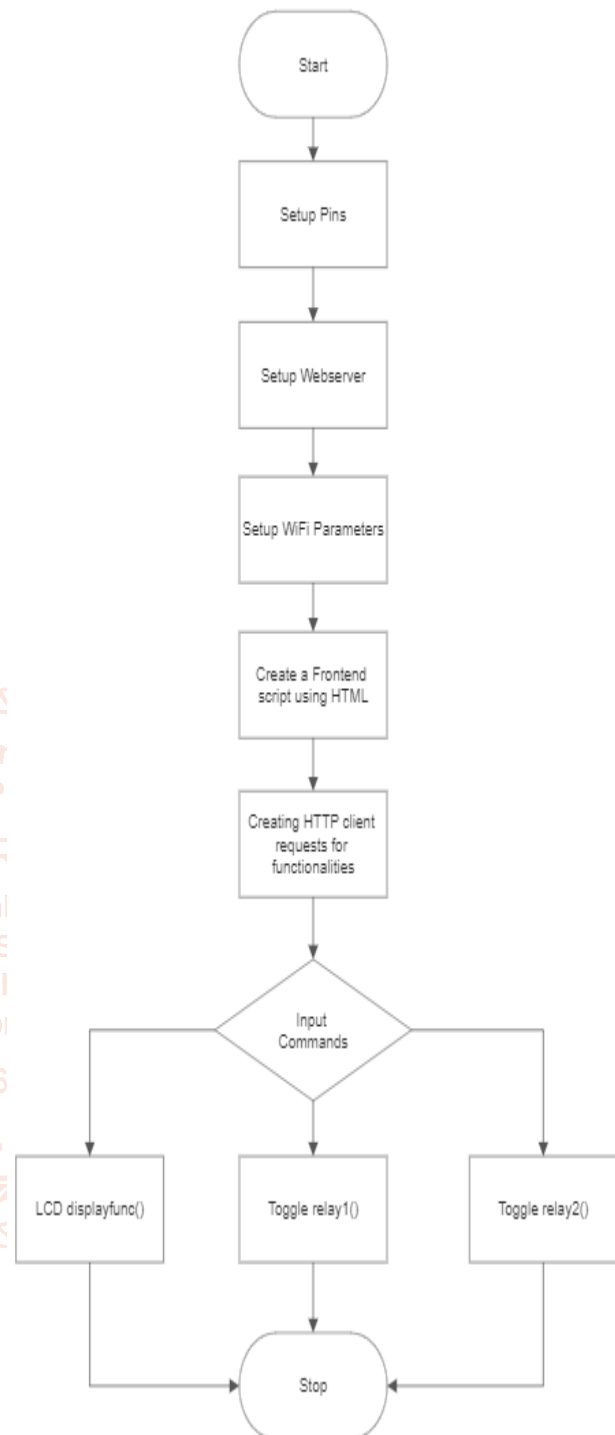 Start
Setup Pins
Setup Webserver
Setup WiFi Parameters
Create a Frontend
script using HTML
Creating HTTP client
requests for
functionalities
Input
Commands
LCD displayfunc()
Toggle relay1()
Toggle relay2()
Stop